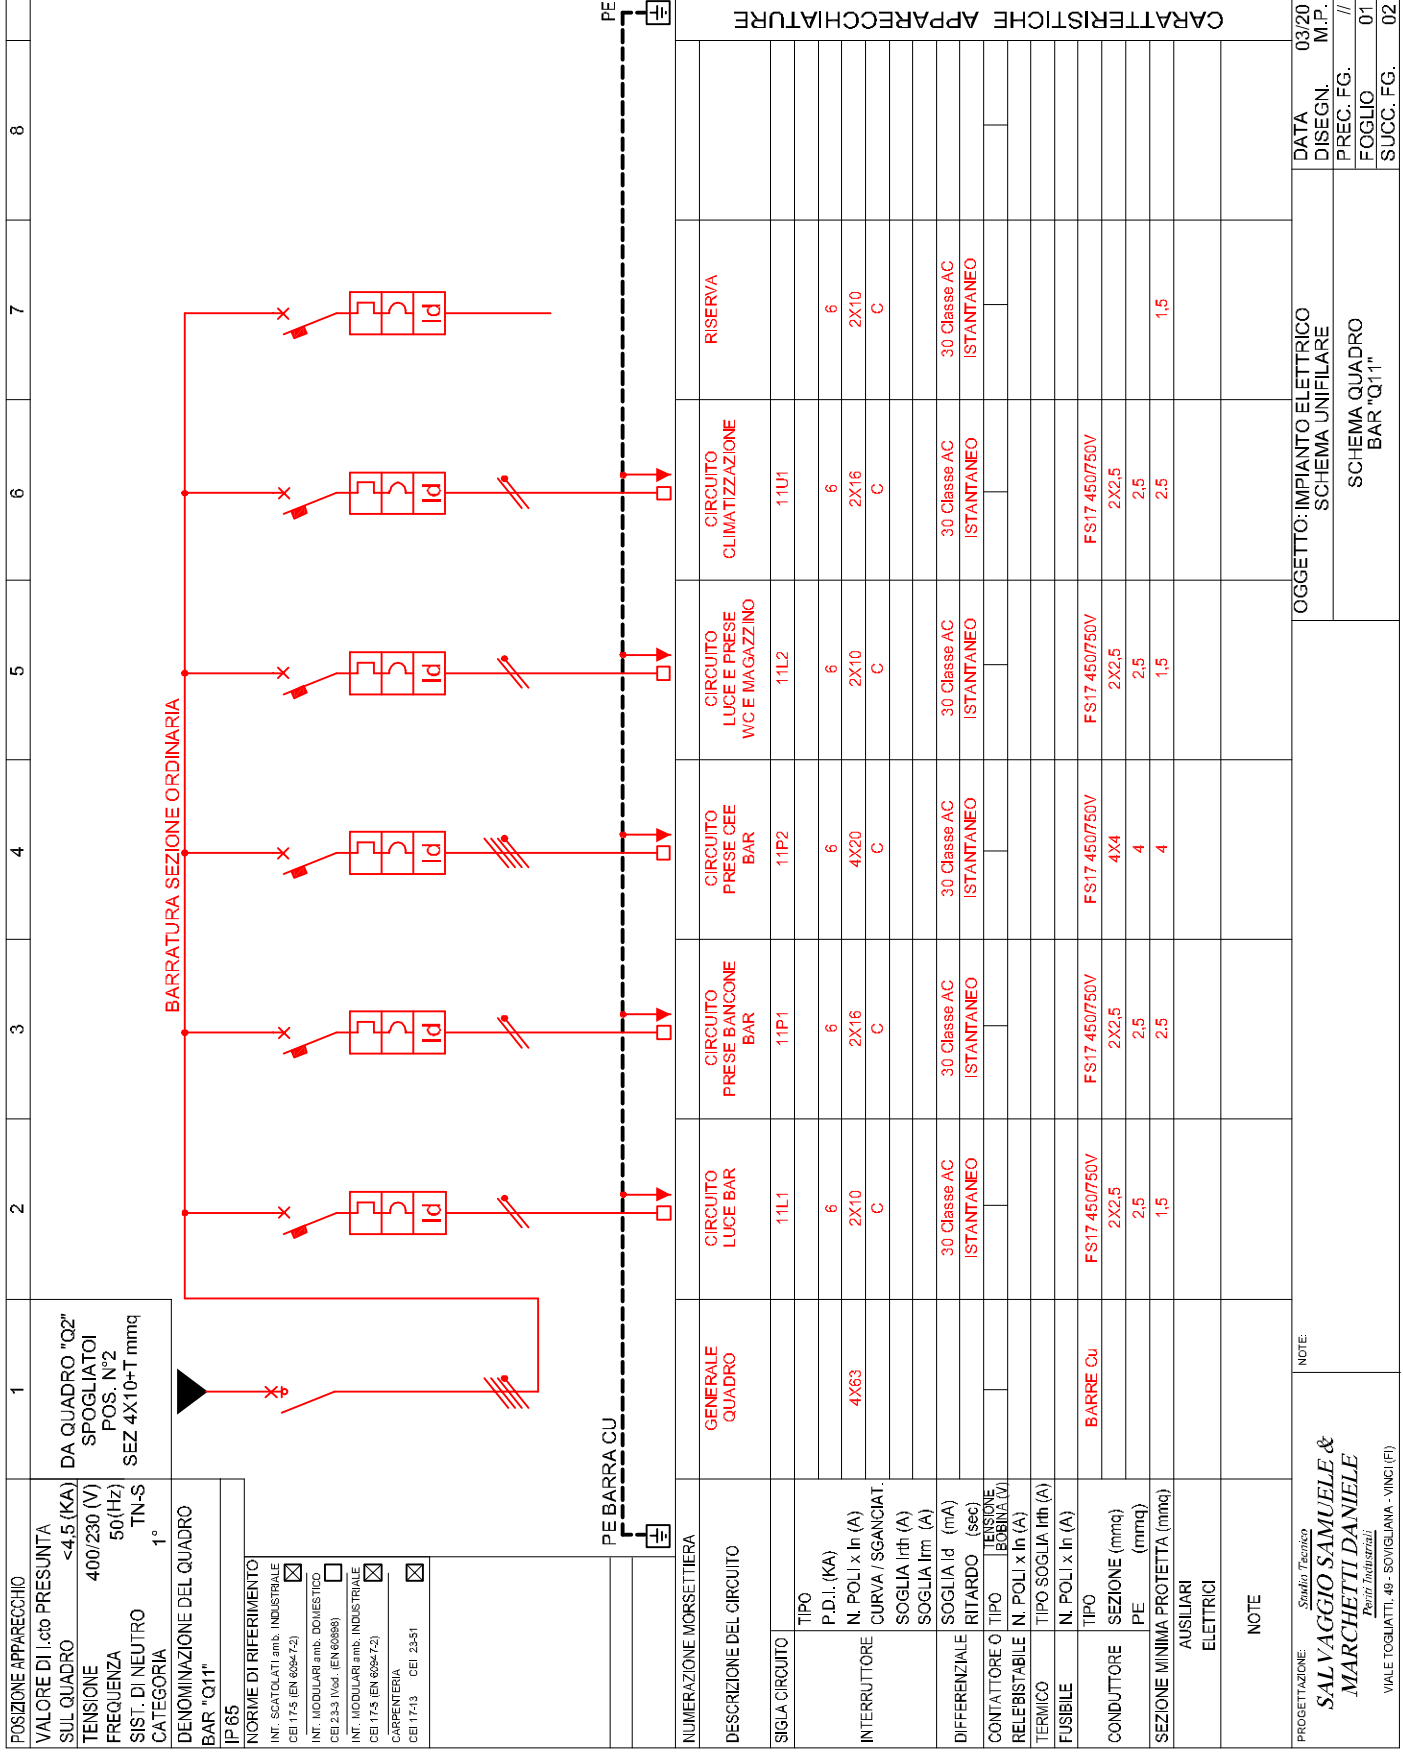 POSIZIONE APPARECCHIO
1
2
3
4
5
6
7
8
VALORE DI I.cto PRESUNTA
SUL QUADRO <4,5 (KA)
TENSIONE 400/230 (V)
FREQUENZA 50(Hz)
SIST. DI NEUTRO TN-S
CATEGORIA 1°
DA QUADRO "Q2"
SPOGLIATOI
POS. N°2
SEZ 4X10+T mmq
DENOMINAZIONE DEL QUADRO
BAR "Q11"
IP 65
NORME DI RIFERIMENTO
INT. SCATOLATI amb. INDUSTRIALE
CEI 17-5 (EN 60947-2)
INT. MODULARI amb. DOMESTICO
CEI 23-3 IVed. (EN 60898)
INT. MODULARI amb. INDUSTRIALE
CEI 17-5 (EN 60947-2)
CARPENTERIA
CEI 17-13 CEI 23-51
BARRATURA SEZIONE ORDINARIA
Id
Id
Id
Id
Id
Id
PE BARRA CU
PE
NUMERAZIONE MORSETTIERA
DESCRIZIONE DEL CIRCUITO
GENERALE
QUADRO
CIRCUITO
LUCE BAR
CIRCUITO
PRESE BANCONE
BAR
CIRCUITO
PRESE CEE
BAR
CIRCUITO
LUCE E PRESE
WC E MAGAZZINO
CIRCUITO
CLIMATIZZAZIONE
RISERVA
SIGLA CIRCUITO 11L1 11P1 11P2 11L2 11U1
INTERRUTTORE
TIPO
P.D.I. (KA) 6 6 6 6 6 6
N. POLI x In (A) 4X63 2X10 2X16 4X20 2X10 2X16 2X10
CURVA / SGANCIAT. C C C C C C
SOGLIA Irth (A)
SOGLIA Irm (A)
DIFFERENZIALE
SOGLIA Id (mA) 30 Classe AC 30 Classe AC 30 Classe AC 30 Classe AC 30 Classe AC 30 Classe AC
RITARDO (sec) ISTANTANEO ISTANTANEO ISTANTANEO ISTANTANEO ISTANTANEO ISTANTANEO
CONTATTORE O
RELE'BISTABILE
TIPO
TENSIONE
BOBINA (V)
N. POLI x In (A)
TERMICO TIPO SOGLIA Irth (A)
FUSIBILE N. POLI x In (A)
CONDUTTORE
TIPO BARRE Cu FS17 450/750V FS17 450/750V FS17 450/750V FS17 450/750V FS17 450/750V
SEZIONE (mmq) 2X2,5 2X2,5 4X4 2X2,5 2X2,5
PE (mmq) 2,5 2,5 4 2,5 2,5
SEZIONE MINIMA PROTETTA (mmq) 1,5 2.5 4 1,5 2.5 1,5
AUSILIARI
ELETTRICI
NOTE
CARATTERISTICHE APPARECCHIATURE
PROGETTAZIONE:
Studio Tecnico
SALVAGGIO SAMUELE &
MARCHETTI DANIELE
Periti Industriali
VIALE TOGLIATTI, 49 - SOVIGLIANA - VINCI (FI)
NOTE:
OGGETTO: IMPIANTO ELETTRICO
SCHEMA UNIFILARE
SCHEMA QUADRO
BAR "Q11"
DATA 03/20
DISEGN. M.P.
PREC. FG. //
FOGLIO 01
SUCC. FG. 02